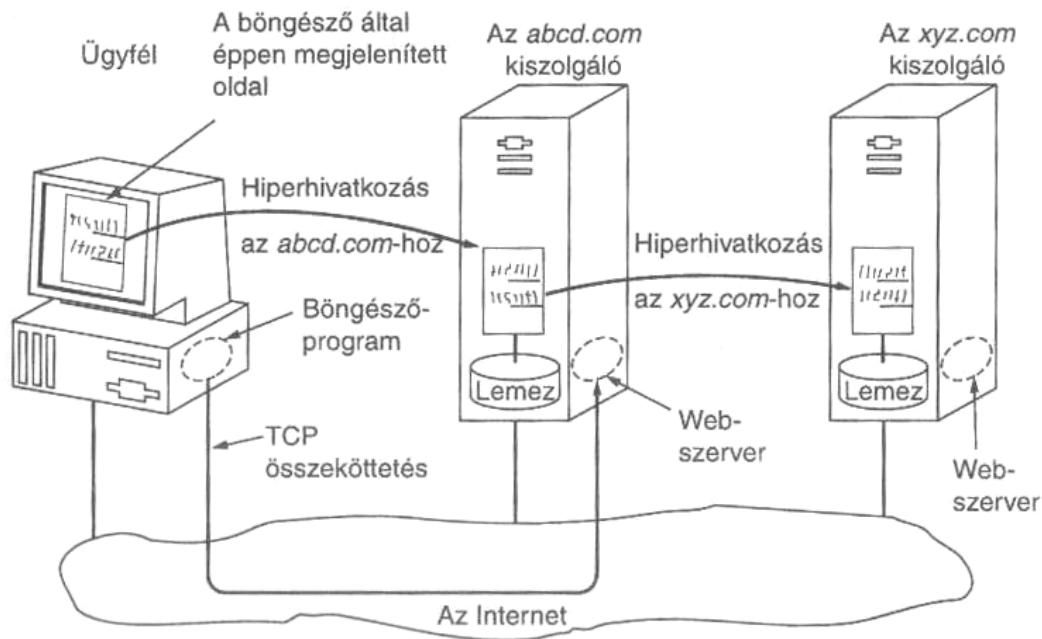 Ügyfél
A böngésző által
éppen megjelenített
oldal
Az abcd.com
kiszolgáló
Az xyz.com
kiszolgáló
Hiperhivatkozás
az abcd.com-hoz
Hiperhivatkozás
az xyz.com-hoz
Böngésző-
program
Lemez
Lemez
TCP
összeköttetés
Web-
szerver
Web-
szerver
Az Internet